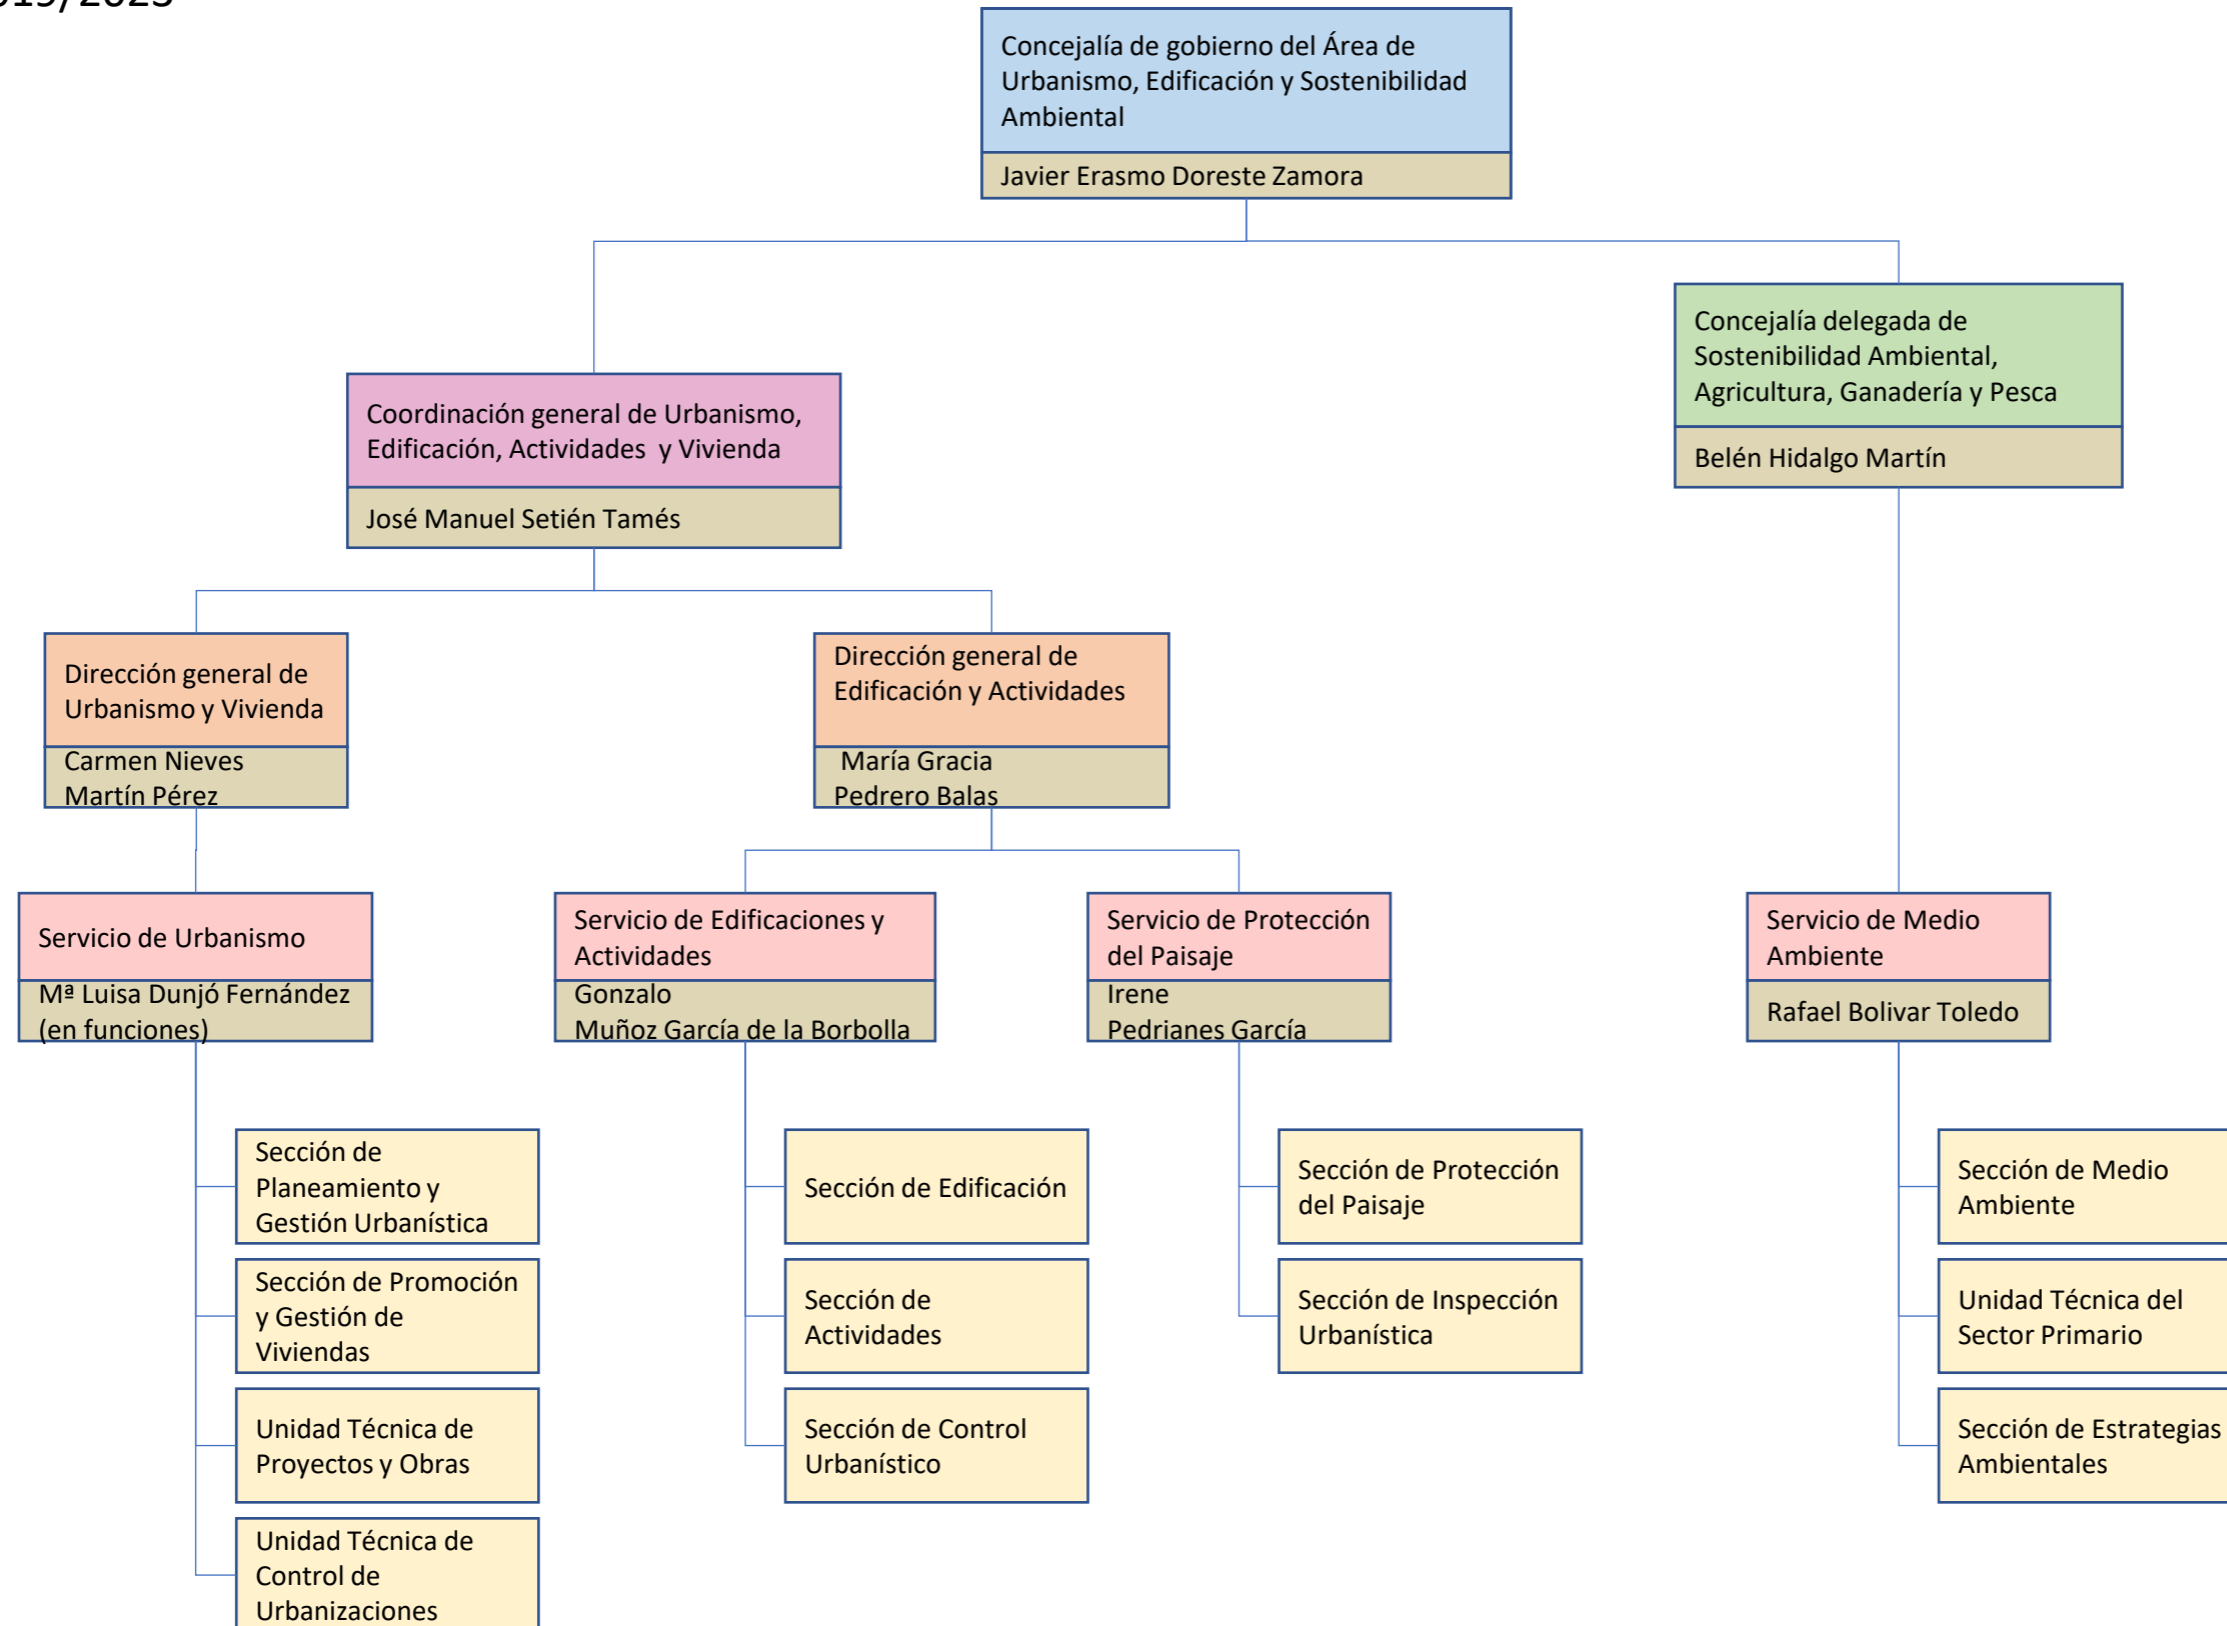 2019/2023
Concejalía de gobierno del Área de
Urbanismo, Edificación y Sostenibilidad
Ambiental
Javier Erasmo Doreste Zamora
Concejalía delegada de
Sostenibilidad Ambiental,
Agricultura, Ganadería y Pesca
Belén Hidalgo Martín
Coordinación general de Urbanismo,
Edificación, Actividades  y Vivienda
José Manuel Setién Tamés
Dirección general de
Urbanismo y Vivienda
Carmen Nieves
Martín Pérez
Dirección general de
Edificación y Actividades
María Gracia
Pedrero Balas
Servicio de Urbanismo
Mª Luisa Dunjó Fernández
(en funciones)
Servicio de Edificaciones y
Actividades
Gonzalo
Muñoz García de la Borbolla
Servicio de Protección
del Paisaje
Irene
Pedrianes García
Servicio de Medio
Ambiente
Rafael Bolivar Toledo
Sección de
Planeamiento y
Gestión Urbanística
Sección de Promoción
y Gestión de
Viviendas
Unidad Técnica de
Proyectos y Obras
Unidad Técnica de
Control de
Urbanizaciones
Sección de Edificación
Sección de
Actividades
Sección de Control
Urbanístico
Sección de Protección
del Paisaje
Sección de Inspección
Urbanística
Sección de Medio
Ambiente
Unidad Técnica del
Sector Primario
Sección de Estrategias
Ambientales